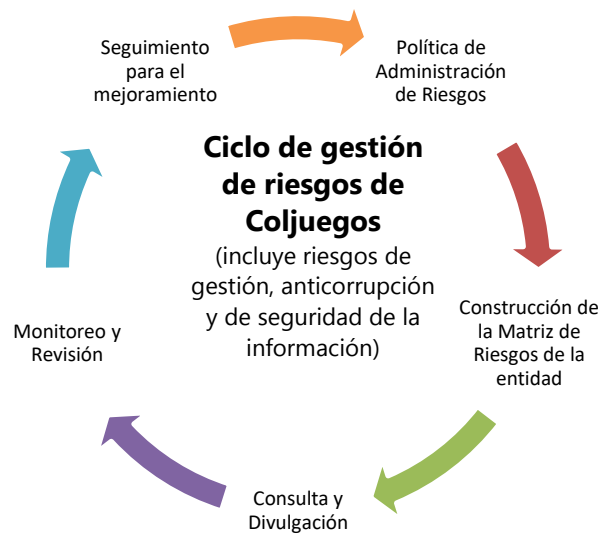 Seguimiento
para el
mejoramiento
Política de
Administración
de Riesgos
Ciclo de gestión
de riesgos de
Coljuegos
(incluye riesgos de
gestión, anticorrupción
y de seguridad de la
información)
Construcción de
la Matriz de
Riesgos de la
entidad
Monitoreo y
Revisión
Consulta y
Divulgación